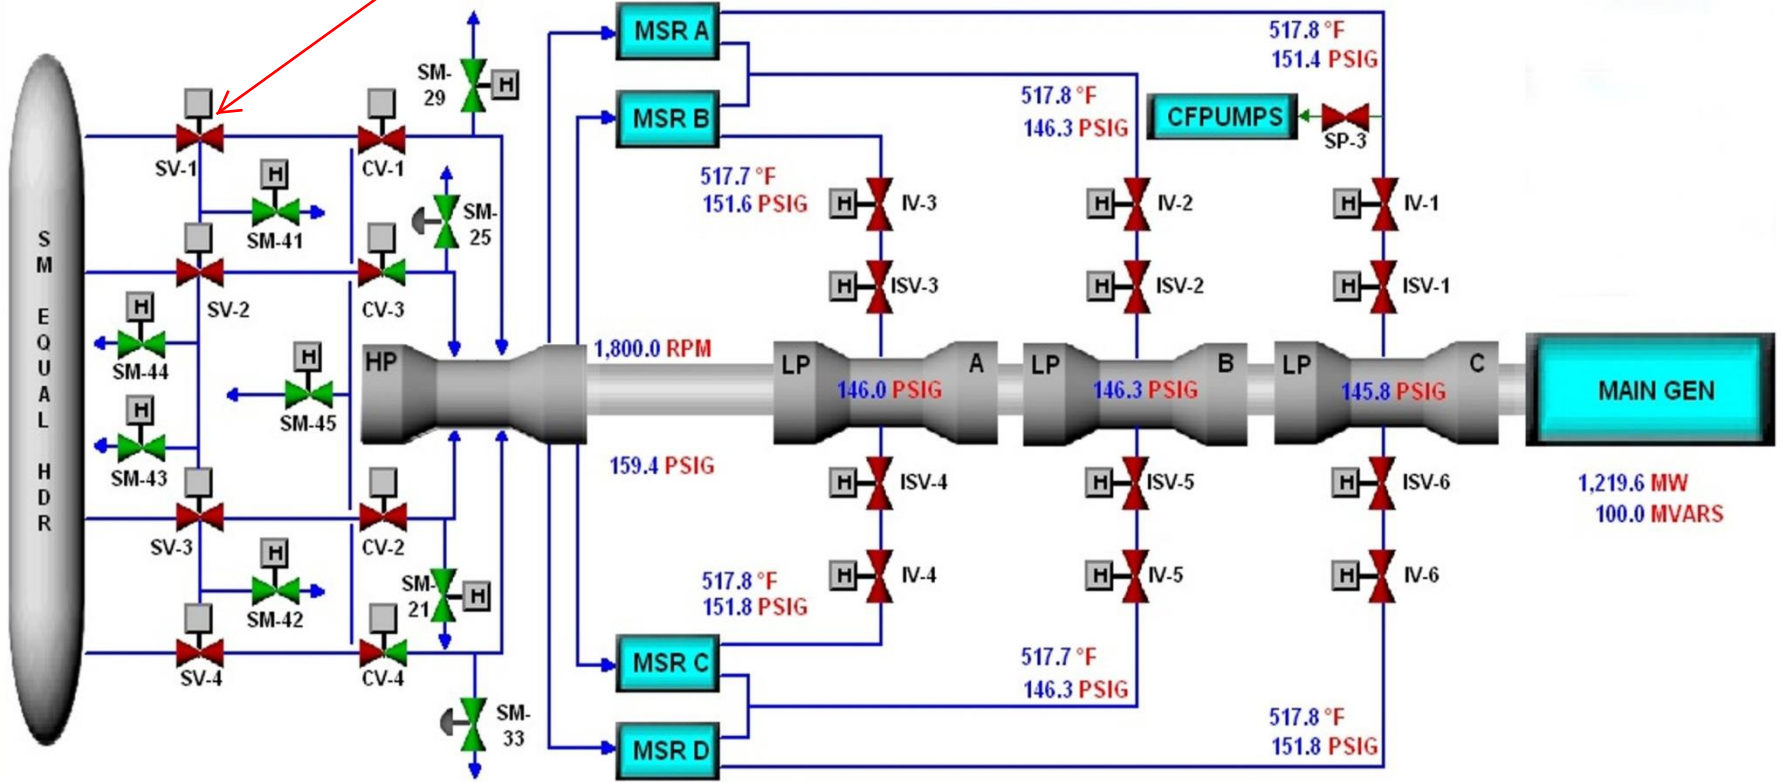 MSR A
517.8 °F
151.4 PSIG
SM-
29
H
517.8 °F
146.3 PSIG
MSR B
CFPUMPS
SP-3
SV-1
CV-1
H
SM-41
517.7 °F
151.6 PSIG
H
IV-3
H
IV-2
H
IV-1
SM-
25
SM EQUAL HDR
SV-2
CV-3
H
ISV-3
H
ISV-2
H
ISV-1
H
SM-44
H
SM-45
HP
1,800.0 RPM
LP
A
146.0 PSIG
LP
B
146.3 PSIG
LP
C
145.8 PSIG
MAIN GEN
H
SM-43
159.4 PSIG
H
ISV-4
H
ISV-5
H
ISV-6
1,219.6 MW
100.0 MVARS
SV-3
CV-2
H
SM-42
SM-
21
H
517.8 °F
151.8 PSIG
H
IV-4
H
IV-5
H
IV-6
SV-4
CV-4
MSR C
517.7 °F
146.3 PSIG
SM-
33
MSR D
517.8 °F
151.8 PSIG